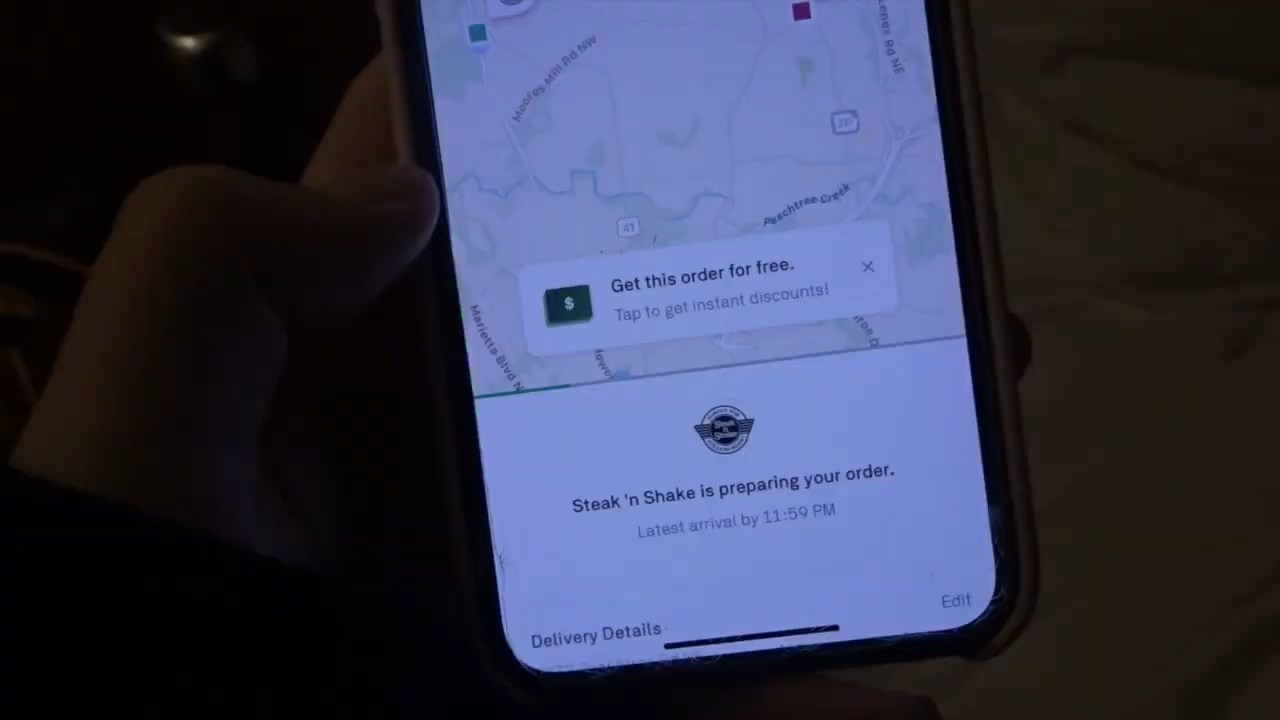 Moores Mill Rd NW
Lenox Rd NE
237
Peachtree Creek
41
Get this order for free.
$
Tap to get instant discounts!
Marietta Blvd N
Howel
roe D
Steak 'n Shake is preparing your order.
Latest arrival by 11:59 PM
Edit
Delivery Details